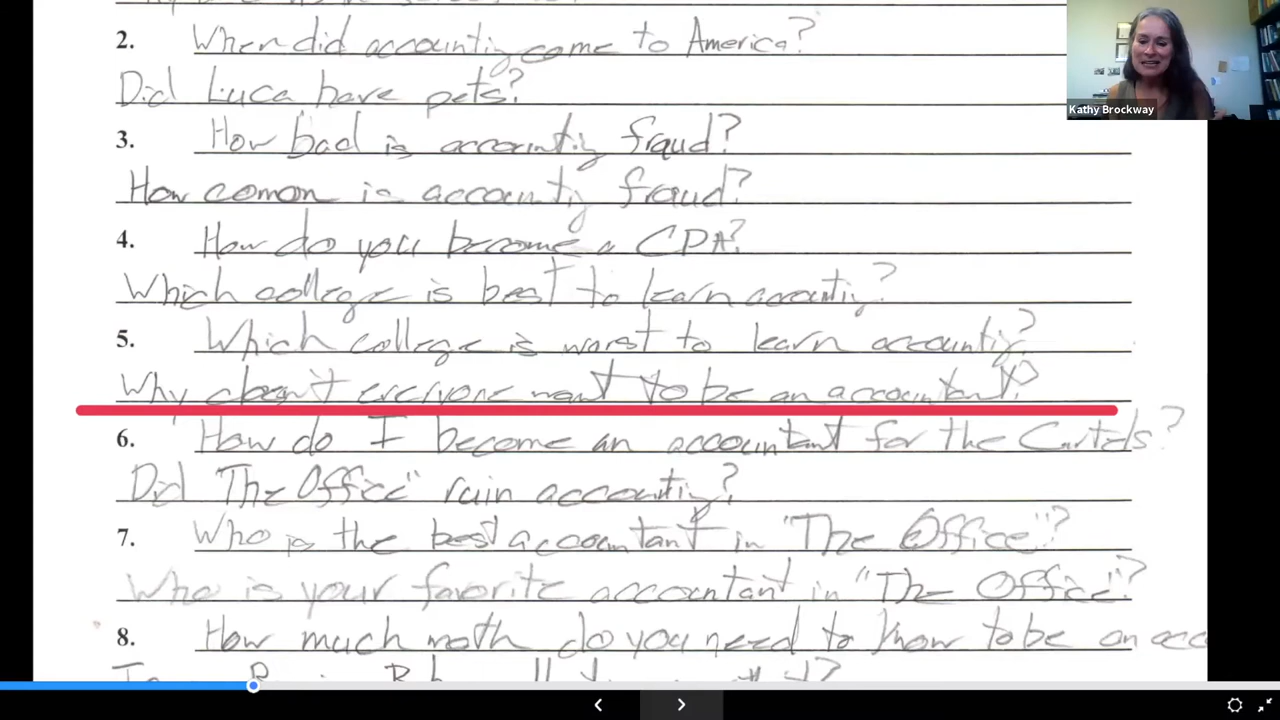 2. When did accounting come to America?
Kathy Brockway
Did Luca have pets?
3. How bad is accounting fraud?
How comon is accounting fraud?
4. How do you become a CPA?
Which college is best to learn acounting?
5. Which college is worst to learn accounting?
Why doesn't everyone want to be an accountant?
6. How do I become an accountant for the Cartels?
Did "The Office" ruin accounting?
7. Who is the best accountant in "The Office"?
Who is your favorite accountant in "The Office"?
8. How much math do you need to know to be an acc